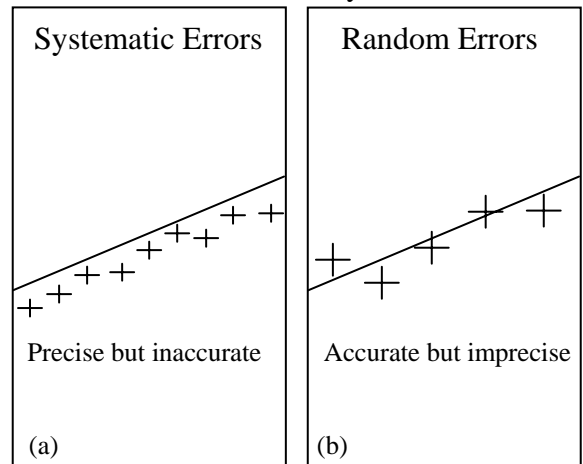 Systematic Errors
Precise but inaccurate
(a)
Random Errors
Accurate but imprecise
(b)